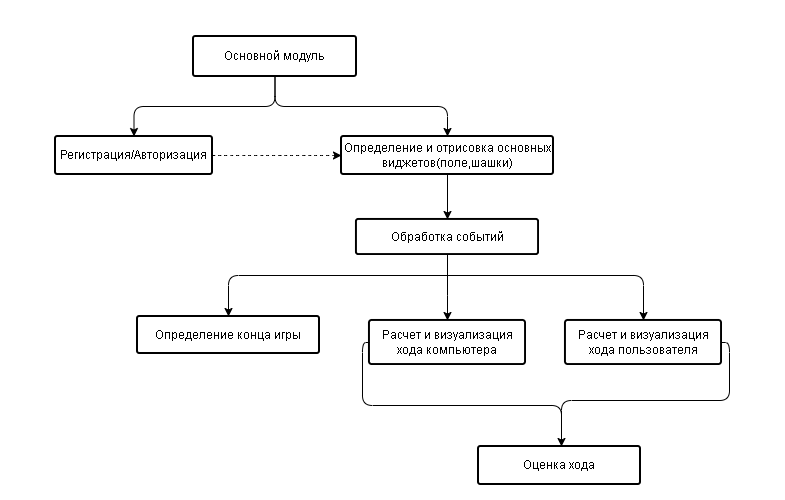 Основной модуль
Регистрация/Авторизация
Определение и отрисовка основных
виджетов(поле,шашки)
Обработка событий
Определение конца игры
Расчет и визуализация
хода компьютера
Расчет и визуализация
хода пользователя
Оценка хода